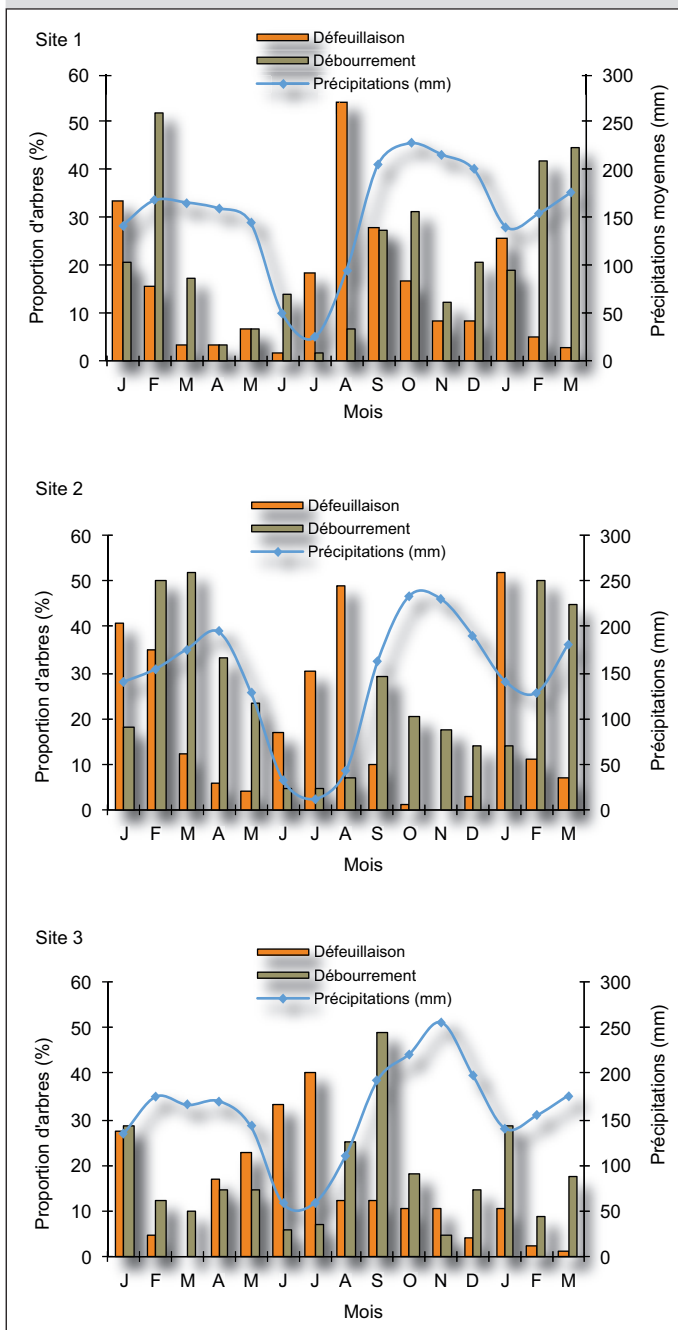 Site 1
Défeuillaison
Débourrement
Précipitations (mm)
Proportion d'arbres (%)
60
50
40
30
20
10
0
300
250
200
150
100
50
0
Précipitations moyennes (mm)
J F M A M J J A S O N D J F M
Mois
Site 2
Défeuillaison
Débourrement
Précipitations (mm)
Proportion d'arbres (%)
60
50
40
30
20
10
0
300
250
200
150
100
50
0
Précipitations (mm)
J F M A M J J A S O N D J F M
Mois
Site 3
Défeuillaison
Débourrement
Précipitations (mm)
Proportion d'arbres (%)
60
50
40
30
20
10
0
300
250
200
150
100
50
0
Précipitations (mm)
J F M A M J J A S O N D J F M
Mois